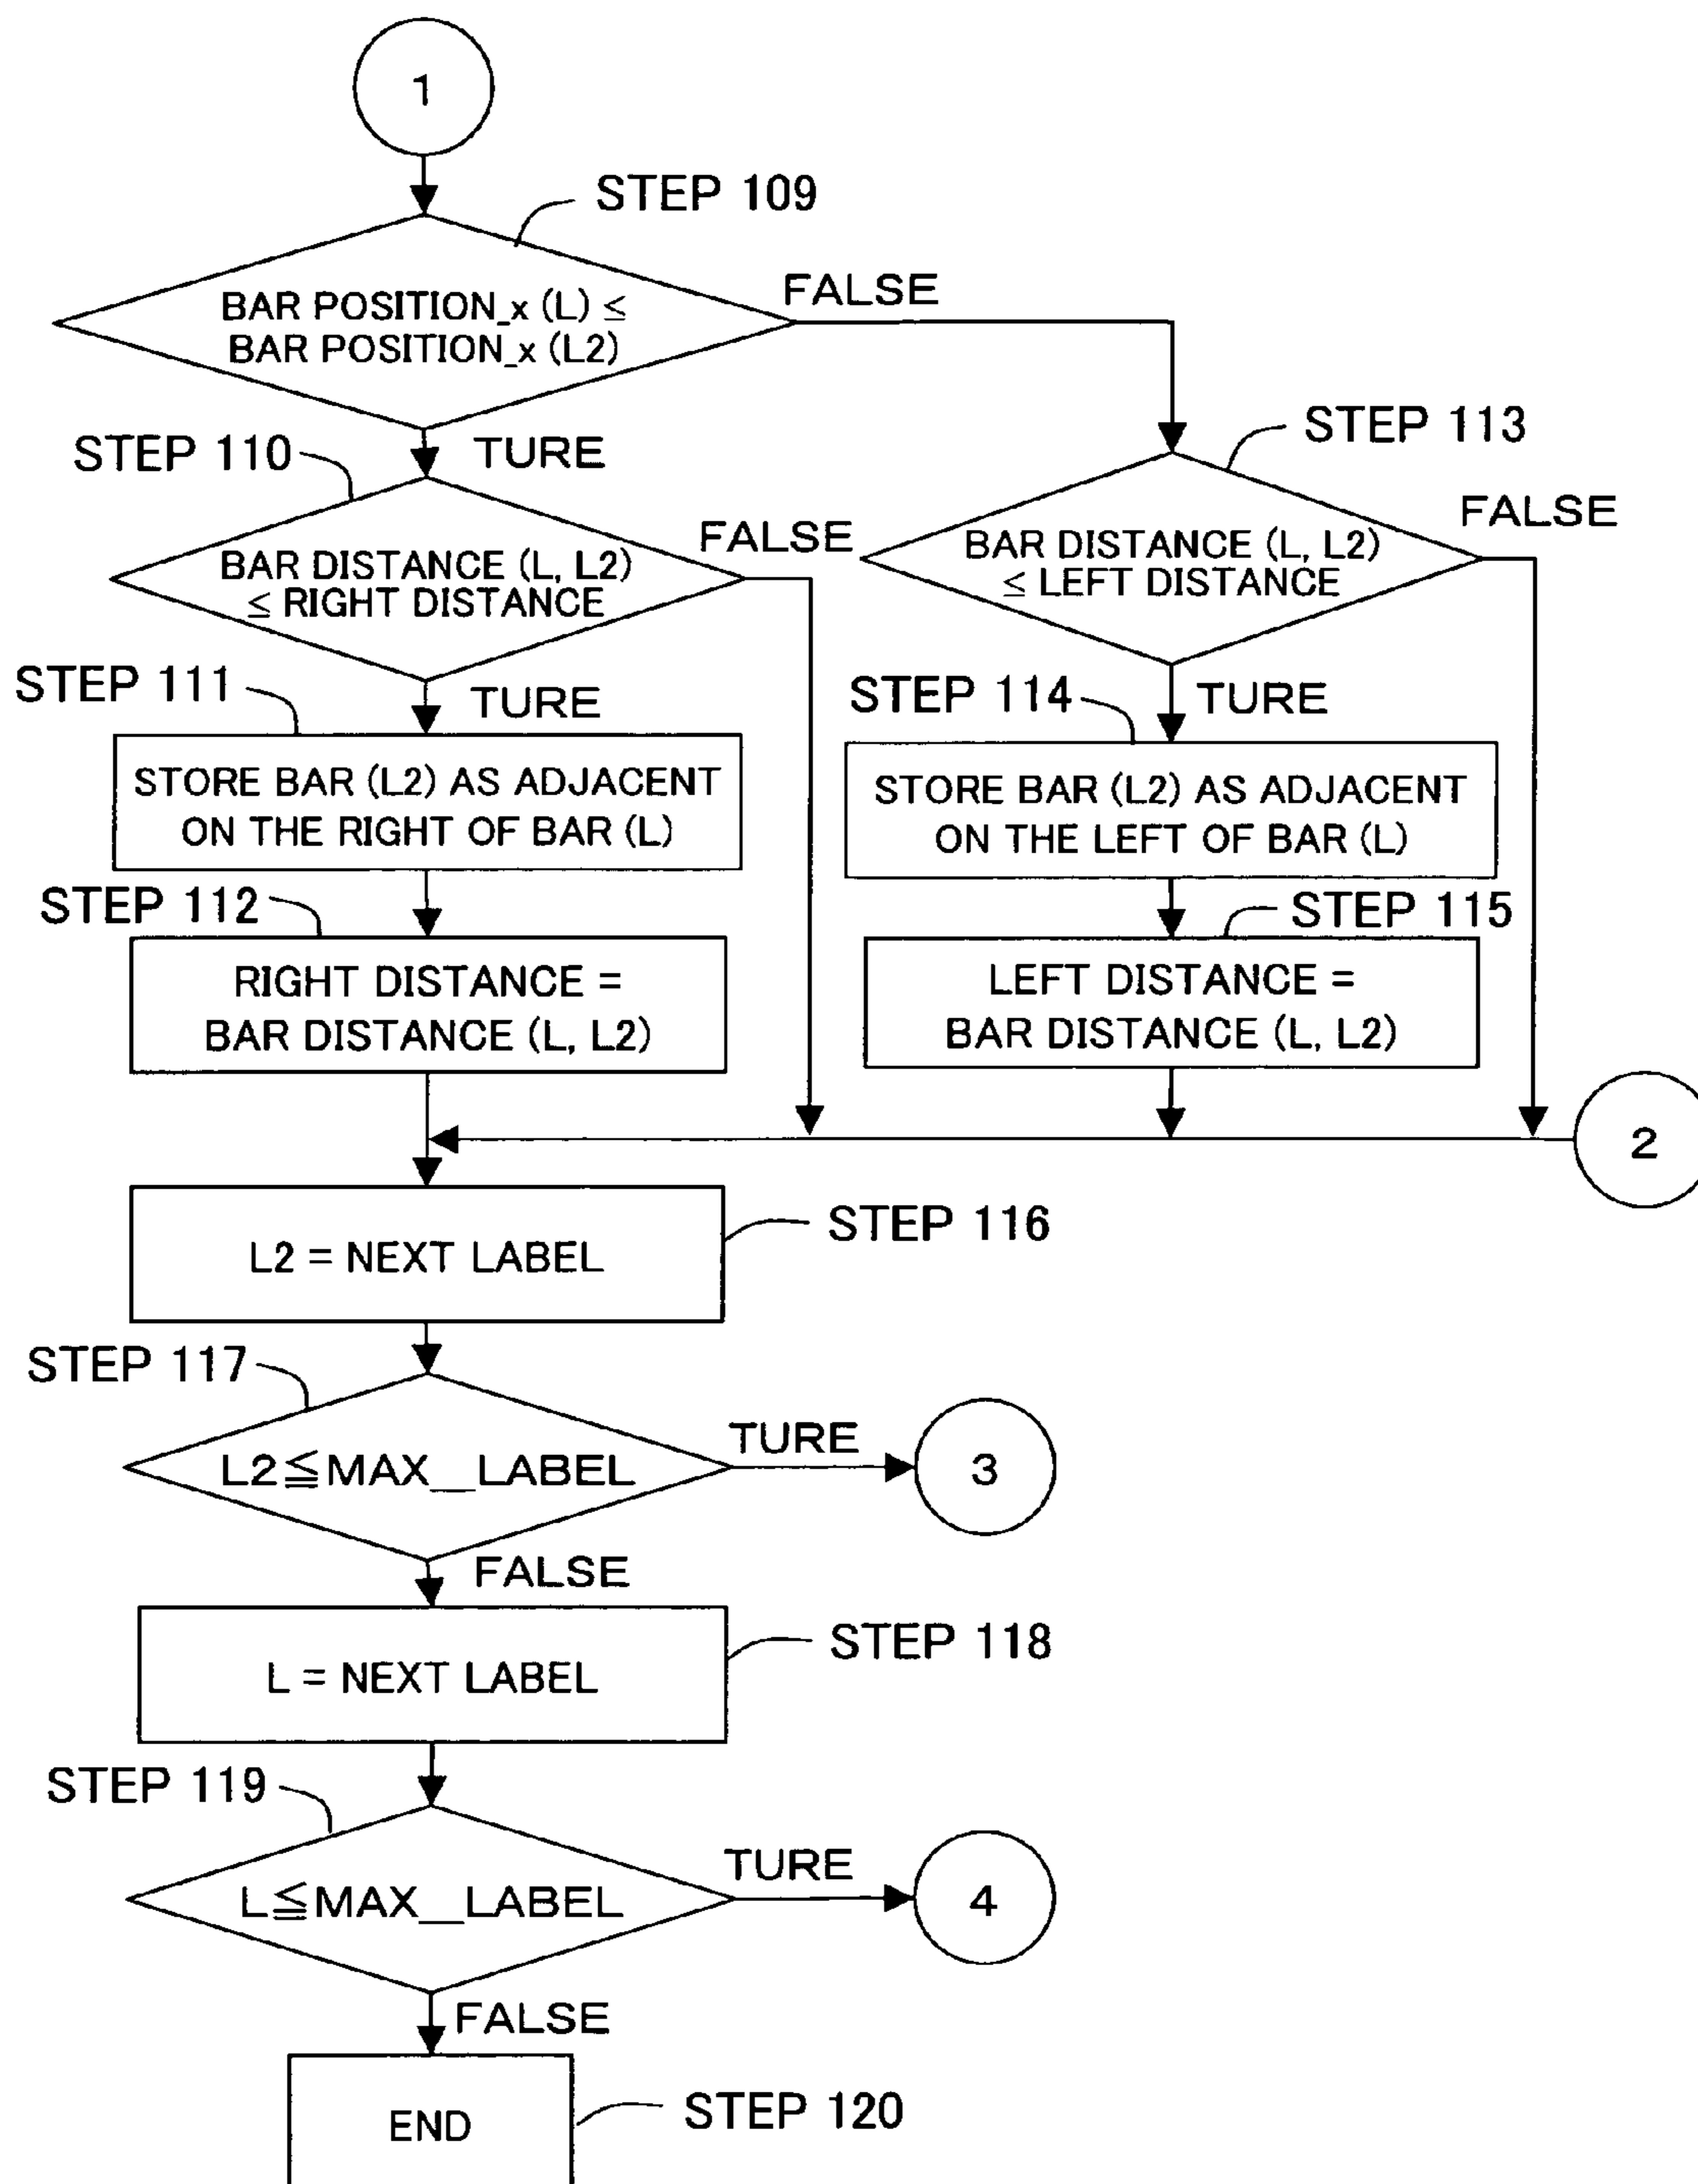 1
STEP 109
BAR POSITION_x (L) ≤
BAR POSITION_x (L2)
FALSE
STEP 110
TURE
STEP 113
BAR DISTANCE (L, L2)
≤ RIGHT DISTANCE
FALSE
BAR DISTANCE (L, L2)
≤ LEFT DISTANCE
FALSE
STEP 111
TURE
STEP 114
TURE
STORE BAR (L2) AS ADJACENT
ON THE RIGHT OF BAR (L)
STORE BAR (L2) AS ADJACENT
ON THE LEFT OF BAR (L)
STEP 112
STEP 115
RIGHT DISTANCE =
BAR DISTANCE (L, L2)
LEFT DISTANCE =
BAR DISTANCE (L, L2)
2
STEP 116
L2 = NEXT LABEL
STEP 117
L2≦MAX__LABEL
TURE
3
FALSE
STEP 118
L = NEXT LABEL
STEP 119
L≦MAX__LABEL
TURE
4
FALSE
STEP 120
END